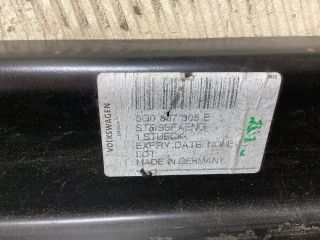 VOLKSWAGEN
5G0 807 305 E
STOSSFAENG
1 STUECK
EXPIRY DATE: NONE
LOT:
MADE IN GERMANY